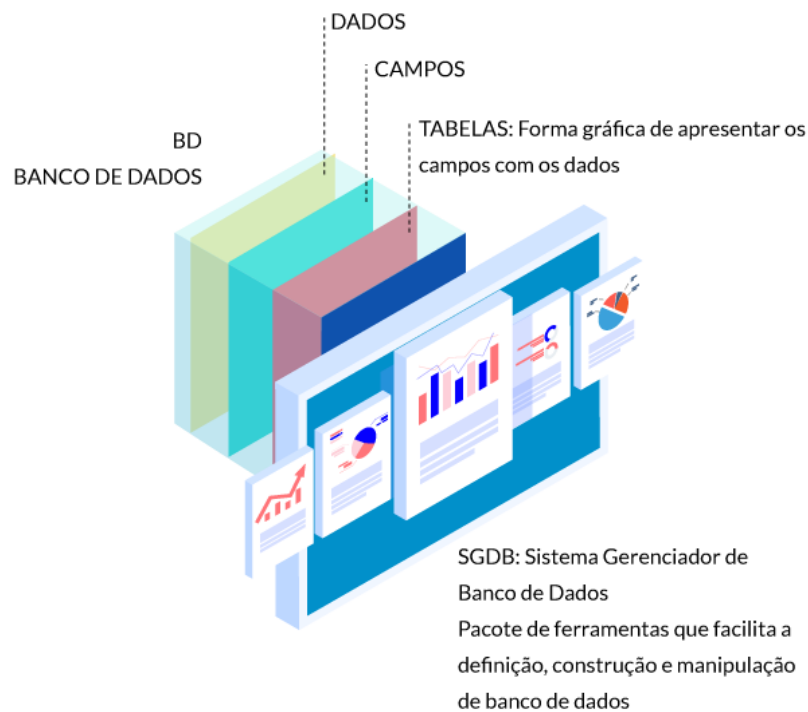 DADOS
CAMPOS
TABELAS: Forma gráfica de apresentar os
campos com os dados
BD
BANCO DE DADOS
SGDB: Sistema Gerenciador de
Banco de Dados
Pacote de ferramentas que facilita a
definição, construção e manipulação
de banco de dados